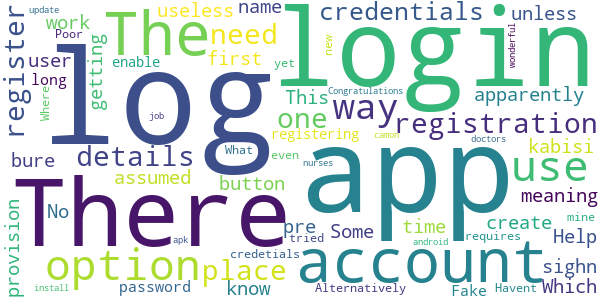 update
Poor
work
useless
name
The
need
first
login
credentials
unless
register
user
long
log
getting
enable
Where
new
wonderful
yet
Congratulations
apparently
This
one
way
registration
job
What
even
registering
camon
doctors
nurses
kabisi
bure
details
assumed
button
There
app
use
meaning
No
pre
Some
tried
time
create
mine
Help
provision
option
place
account
requires
sighn
apk
credetials
android
install
password
know
Alternatively
Fake
Havent
Which